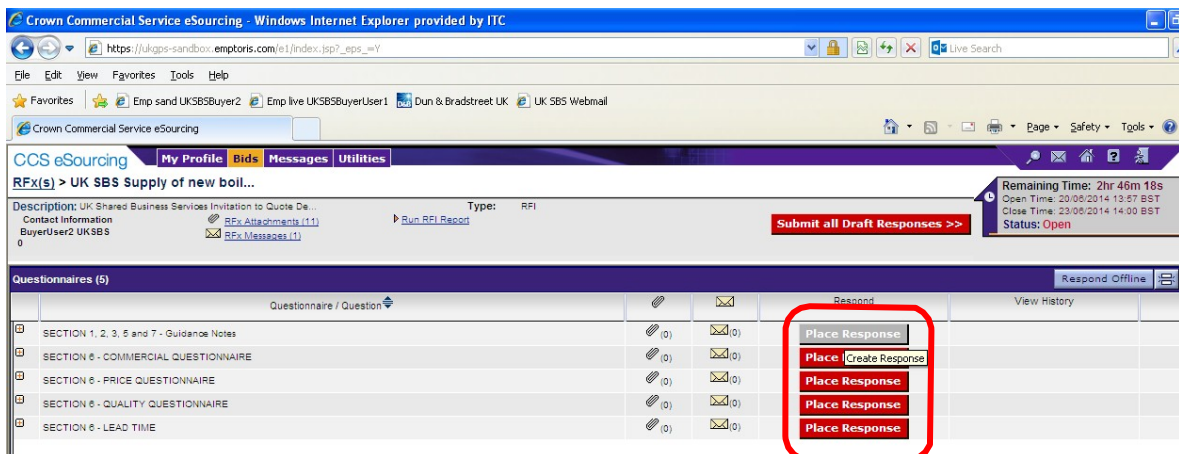 Crown Commercial Service eSourcing - Windows Internet Explorer provided by ITC
https://ukgps-sandbox.emptoris.com/e1/index.jsp?_eps_=Y
Live Search
File Edit View Favorites Tools Help
Favorites Emp sand UKSBSBuyer2 Emp live UKSBSBuyerUser1 Dun & Bradstreet UK UK SBS Webmail
Crown Commercial Service eSourcing
Page Safety Tools
CCS eSourcing My Profile Bids Messages Utilities
RFx(s) > UK SBS Supply of new boil...
Remaining Time: 2hr 46m 18s
Open Time: 20/06/2014 13:57 BST
Close Time: 23/06/2014 14:00 BST
Status: Open
Description: UK Shared Business Services Invitation to Quote De... Type: RFI
Contact Information RFx Attachments (11) Run RFI Report
BuyerUser2 UKSBS RFx Messages (1)
0
Submit all Draft Responses >>
Questionnaires (5) Respond Offline
Questionnaire / Question Respond View History
SECTION 1, 2, 3, 5 and 7 - Guidance Notes (0) (0) Place Response
SECTION 6 - COMMERCIAL QUESTIONNAIRE (0) (0) Place Create Response
SECTION 6 - PRICE QUESTIONNAIRE (0) (0) Place Response
SECTION 6 - QUALITY QUESTIONNAIRE (0) (0) Place Response
SECTION 6 - LEAD TIME (0) (0) Place Response